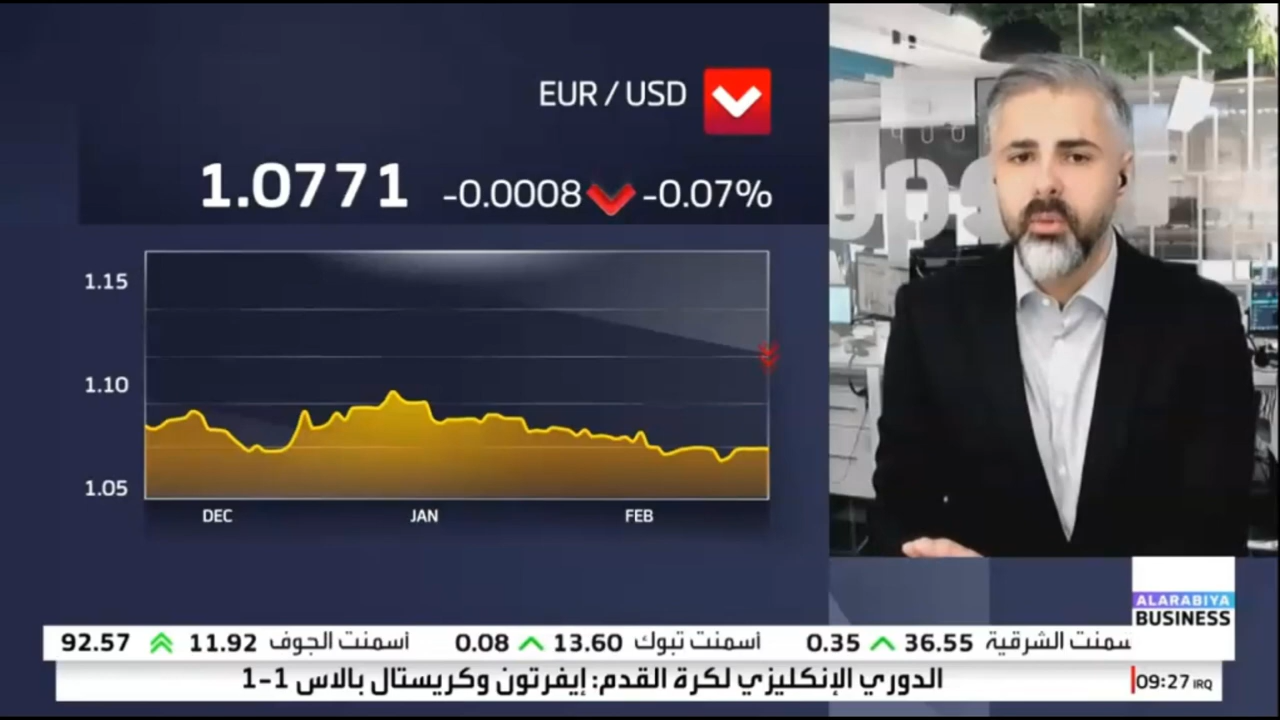 EUR / USD
1.0771 -0.0008 -0.07%
1.15
1.10
1.05
DEC JAN FEB
ALARABIYA
BUSINESS
سمنت الشرقية 36.55 0.35 أسمنت تبوك 13.60 0.08 أسمنت الجوف 11.92 92.57
الدوري الإنكليزي لكرة القدم: إيفرتون وكريستال بالاس 1-1
09:27 IRQ